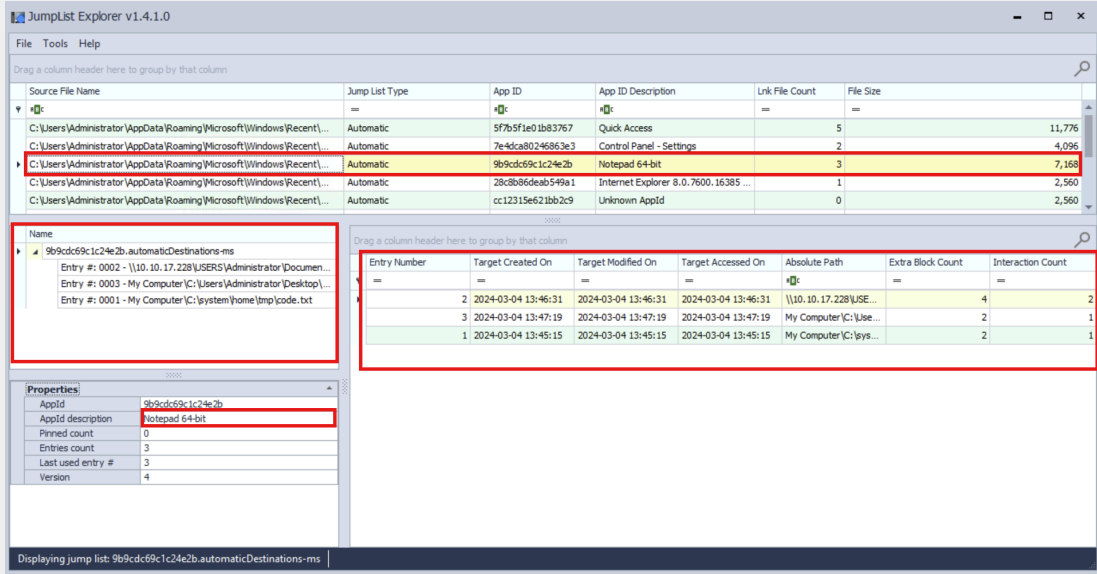 JumpList Explorer v1.4.1.0
File Tools Help
Drag a column header here to group by that column
Source File Name Jump List Type App ID App ID Description Lnk File Count File Size
= = =
C:\Users\Administrator\AppData\Roaming\Microsoft\Windows\Recent\... Automatic 5f7b5f1e01b83767 Quick Access 5 11,776
C:\Users\Administrator\AppData\Roaming\Microsoft\Windows\Recent\... Automatic 7e4dca80246863e3 Control Panel - Settings 2 4,096
C:\Users\Administrator\AppData\Roaming\Microsoft\Windows\Recent\... Automatic 9b9cdc69c1c24e2b Notepad 64-bit 3 7,168
C:\Users\Administrator\AppData\Roaming\Microsoft\Windows\Recent\... Automatic 28c8b86deab549a1 Internet Explorer 8.0.7600.16385 ... 1 2,560
C:\Users\Administrator\AppData\Roaming\Microsoft\Windows\Recent\... Automatic cc12315e621bb2c9 Unknown AppId 0 2,560
Name
9b9cdc69c1c24e2b.automaticDestinations-ms
Entry #: 0002 - \\10.10.17.228\USERS\Administrator\Documen...
Entry #: 0003 - My Computer\C:\Users\Administrator\Desktop\...
Entry #: 0001 - My Computer\C:\system\home\tmp\code.txt
Drag a column header here to group by that column
Entry Number Target Created On Target Modified On Target Accessed On Absolute Path Extra Block Count Interaction Count
= = = = = =
2 2024-03-04 13:46:31 2024-03-04 13:46:31 2024-03-04 13:46:31 \\10.10.17.228\USE... 4 2
3 2024-03-04 13:47:19 2024-03-04 13:47:19 2024-03-04 13:47:19 My Computer\C:\Use... 2 1
1 2024-03-04 13:45:15 2024-03-04 13:45:15 2024-03-04 13:45:15 My Computer\C:\sys... 2 1
Properties
AppId 9b9cdc69c1c24e2b
AppId description Notepad 64-bit
Pinned count 0
Entries count 3
Last used entry # 3
Version 4
Displaying jump list: 9b9cdc69c1c24e2b.automaticDestinations-ms